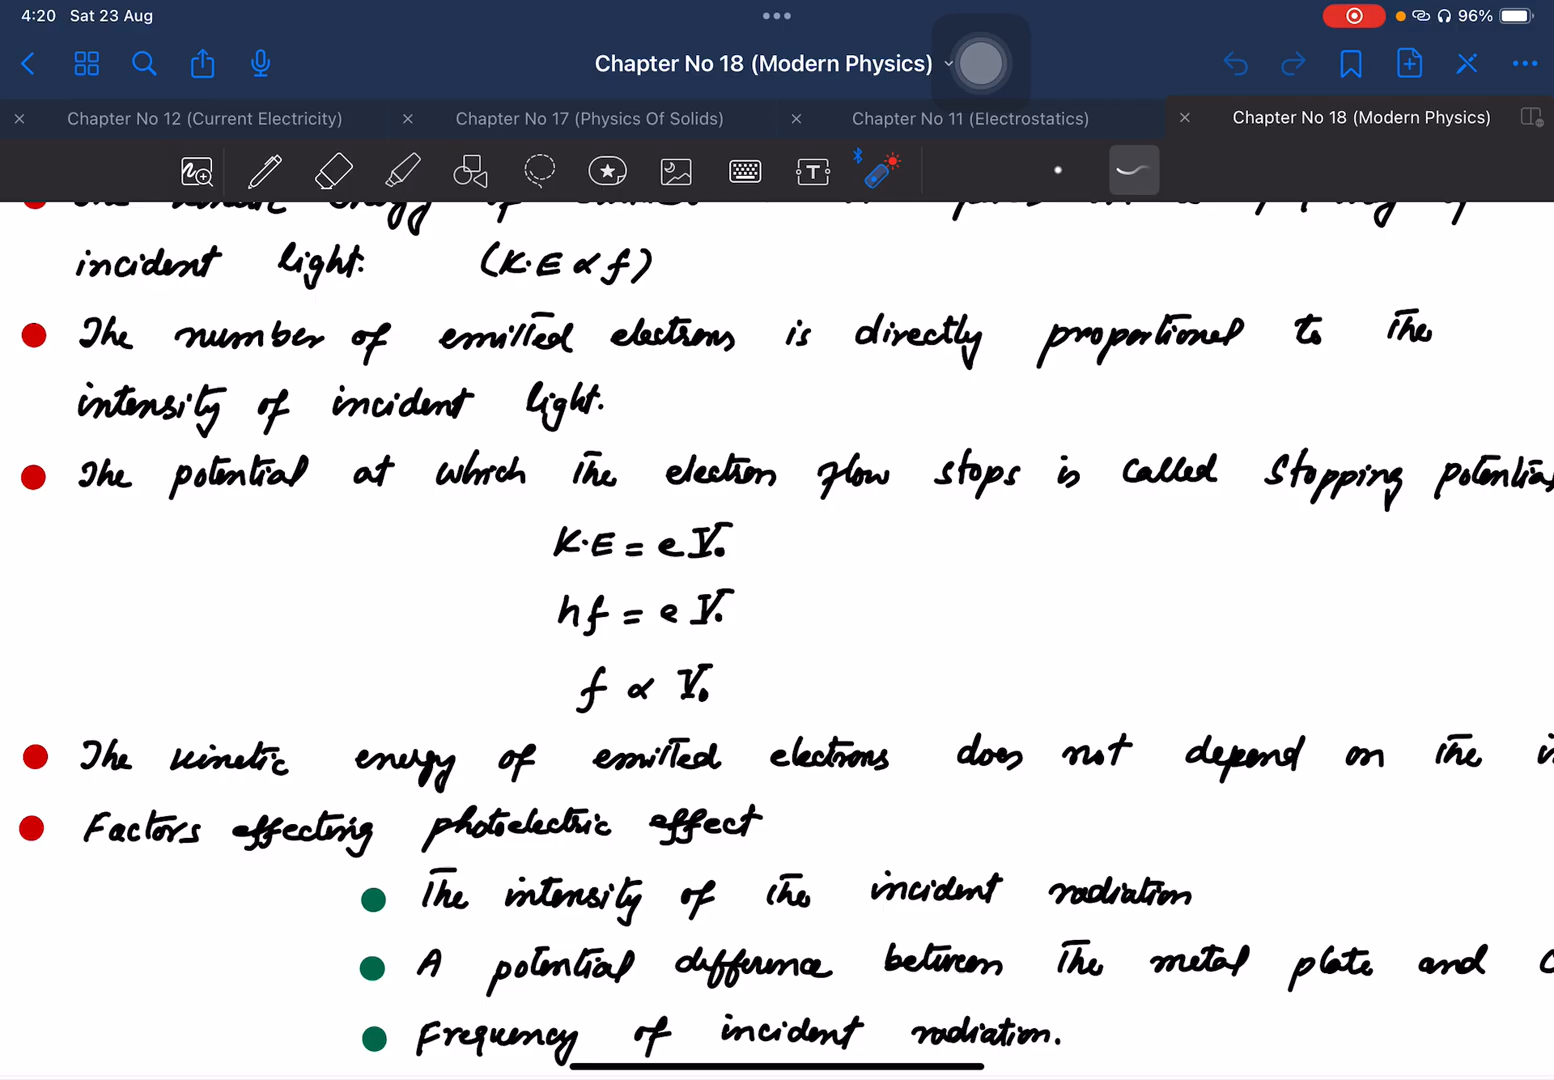 4:20 Sat 23 Aug
96%
Chapter No 18 (Modern Physics)
Chapter No 12 (Current Electricity)
Chapter No 17 (Physics Of Solids)
Chapter No 11 (Electrostatics)
Chapter No 18 (Modern Physics)
energy of
incident light. (K.E ∝ f)
The number of emitted electrons is directly proportional to the
intensity of incident light.
The potential at which the electron flow stops is called Stopping potential
K.E = eV₀
hf = eV₀
f ∝ V₀
The kinetic energy of emitted electrons does not depend on the
Factors effecting photoelectric effect
The intensity of the incident radiation
A potential difference between the metal plate and
Frequency of incident radiation.